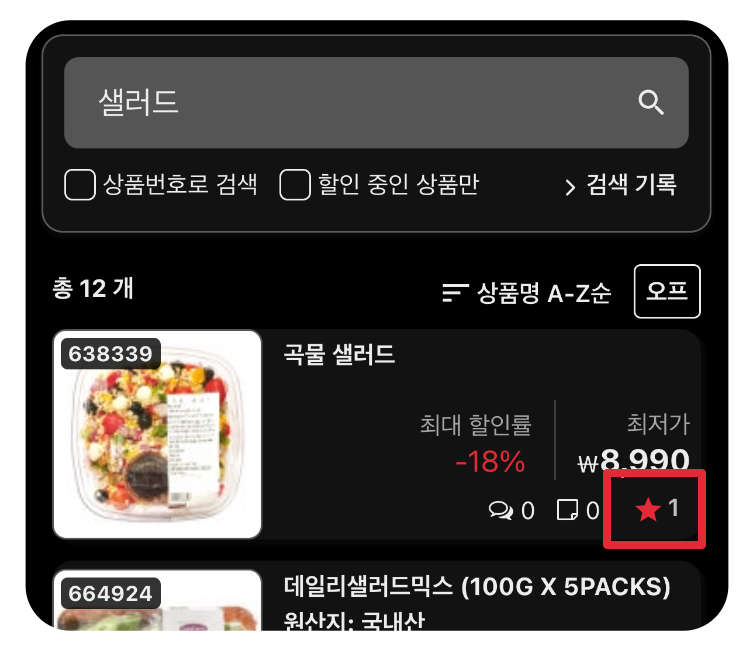 샐러드
상품번호로 검색 할인 중인 상품만 > 검색 기록
총 12 개 상품명 A-Z순 오프
638339
곡물 샐러드
최대 할인률 최저가
-18% ₩8,990
0 0 1
664924
데일리샐러드믹스 (100G X 5PACKS)
원산지: 국내산